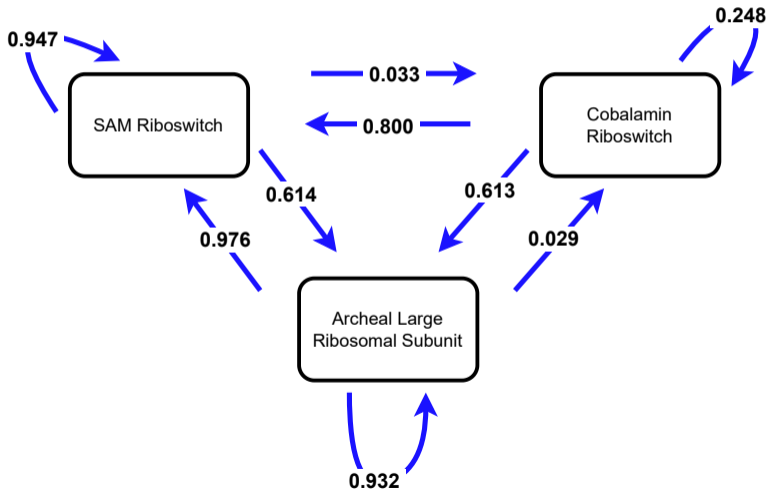 0.248
0.947
0.033
SAM Riboswitch
0.800
Cobalamin
Riboswitch
0.614
0.613
0.976
0.029
Archeal Large
Ribosomal Subunit
0.932